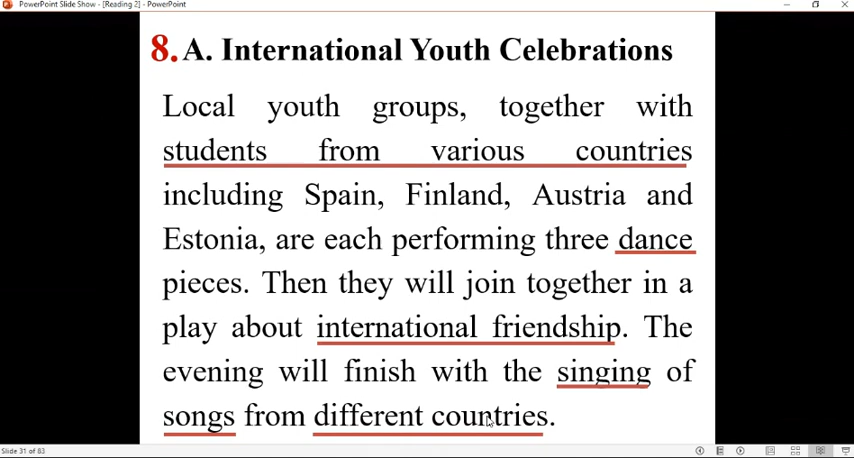 PowerPoint Slide Show - [Reading 2] - PowerPoint
8. A. International Youth Celebrations
Local youth groups, together with
students from various countries
including Spain, Finland, Austria and
Estonia, are each performing three dance
pieces. Then they will join together in a
play about international friendship. The
evening will finish with the singing of
songs from different countries.
Slide 31 of 83